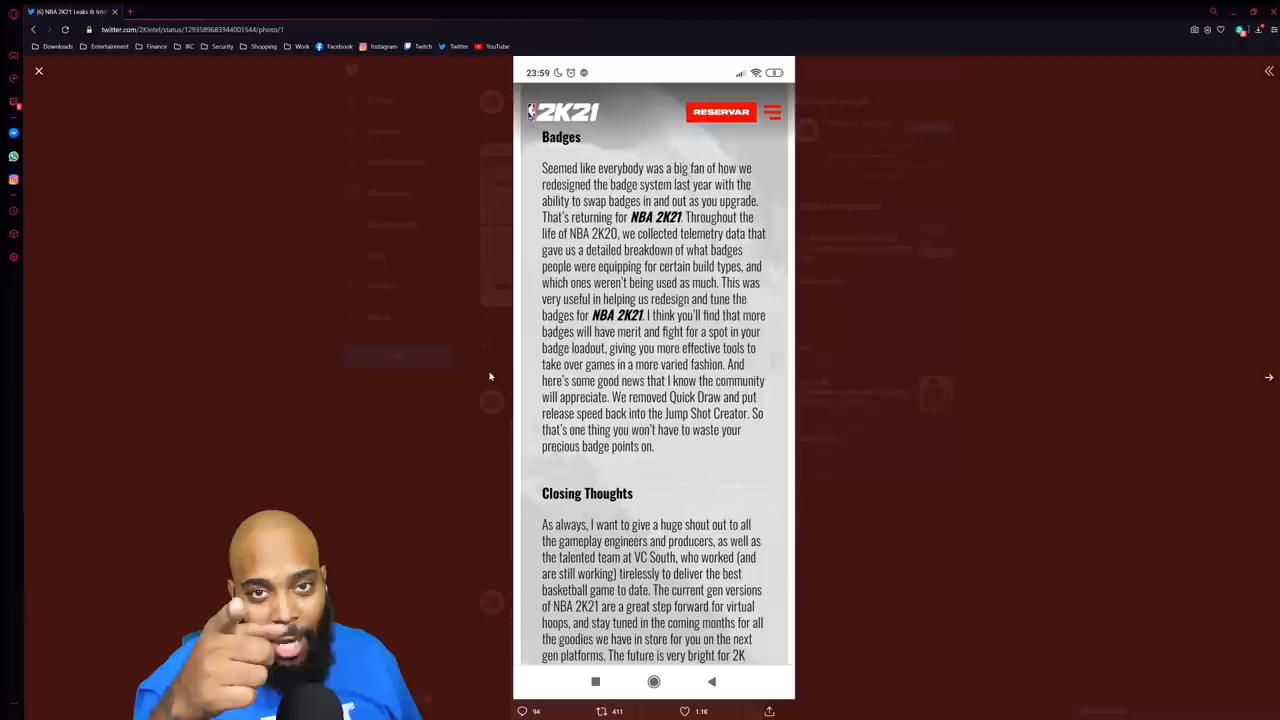 (6) NBA 2K21 Leaks & Inte
twitter.com/2KIntel/status/1293589683944001544/photo/1
Downloads Entertainment Finance IKC Security Shopping Work Facebook Instagram Twitch Twitter YouTube
23:59
2K21
RESERVAR
Badges
Seemed like everybody was a big fan of how we
redesigned the badge system last year with the
ability to swap badges in and out as you upgrade.
That's returning for NBA 2K21. Throughout the
life of NBA 2K20, we collected telemetry data that
gave us a detailed breakdown of what badges
people were equipping for certain build types, and
which ones weren't being used as much. This was
very useful in helping us redesign and tune the
badges for NBA 2K21. I think you'll find that more
badges will have merit and fight for a spot in your
badge loadout, giving you more effective tools to
take over games in a more varied fashion. And
here's some good news that I know the community
will appreciate. We removed Quick Draw and put
release speed back into the Jump Shot Creator. So
that's one thing you won't have to waste your
precious badge points on.
Closing Thoughts
As always, I want to give a huge shout out to all
the gameplay engineers and producers, as well as
the talented team at VC South, who worked (and
are still working) tirelessly to deliver the best
basketball game to date. The current gen versions
of NBA 2K21 are a great step forward for virtual
hoops, and stay tuned in the coming months for all
the goodies we have in store for you on the next
gen platforms. The future is very bright for 2K
94 411 1.1K